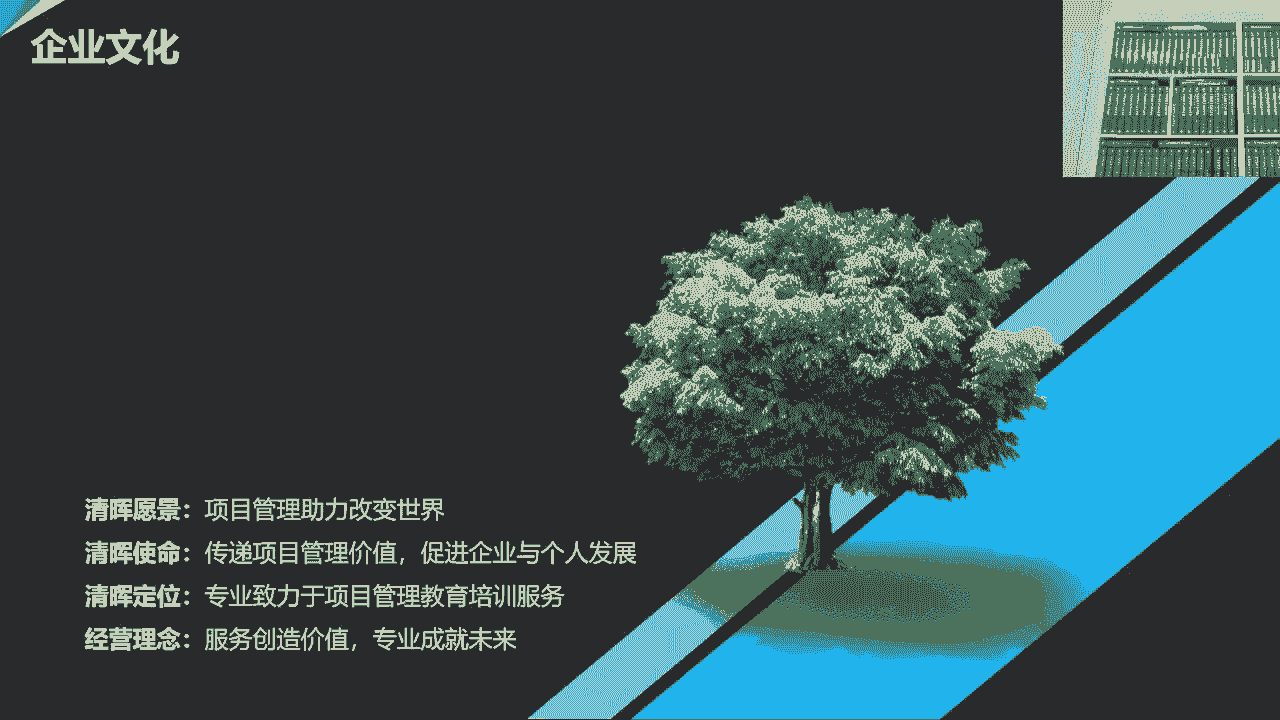 企业文化
清晖愿景：项目管理助力改变世界
清晖使命：传递项目管理价值，促进企业与个人发展
清晖定位：专业致力于项目管理教育培训服务
经营理念：服务创造价值，专业成就未来